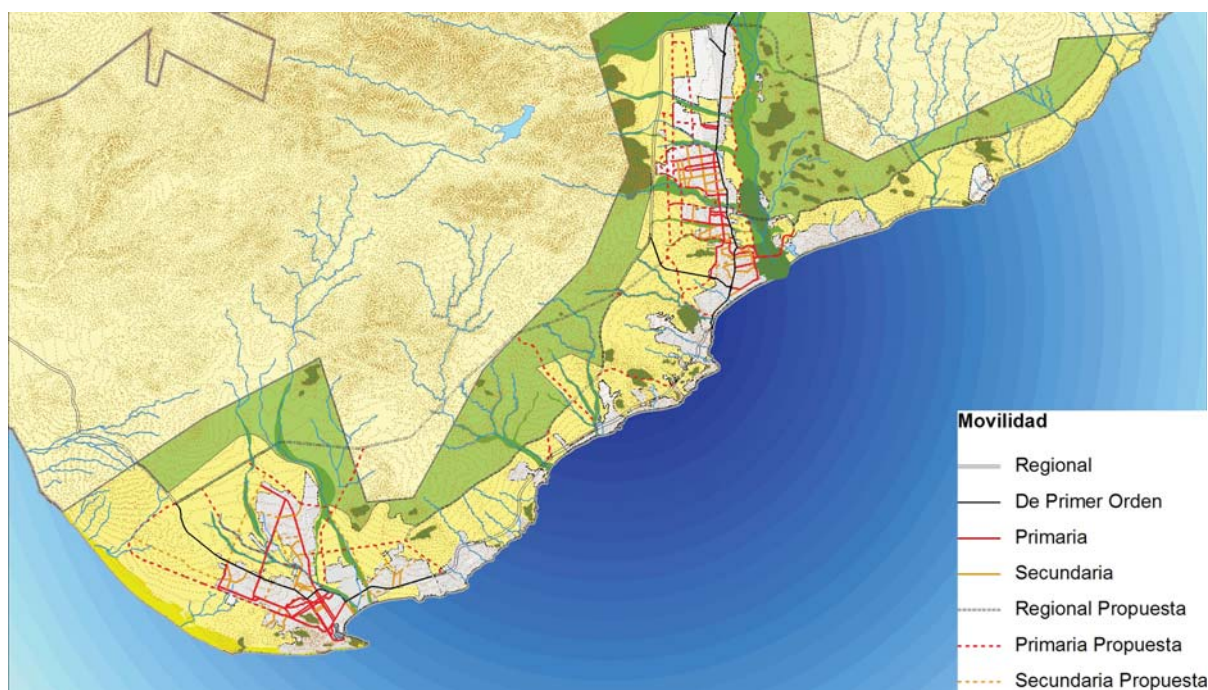 Movilidad
Regional
De Primer Orden
Primaria
Secundaria
Regional Propuesta
Primaria Propuesta
Secundaria Propuesta